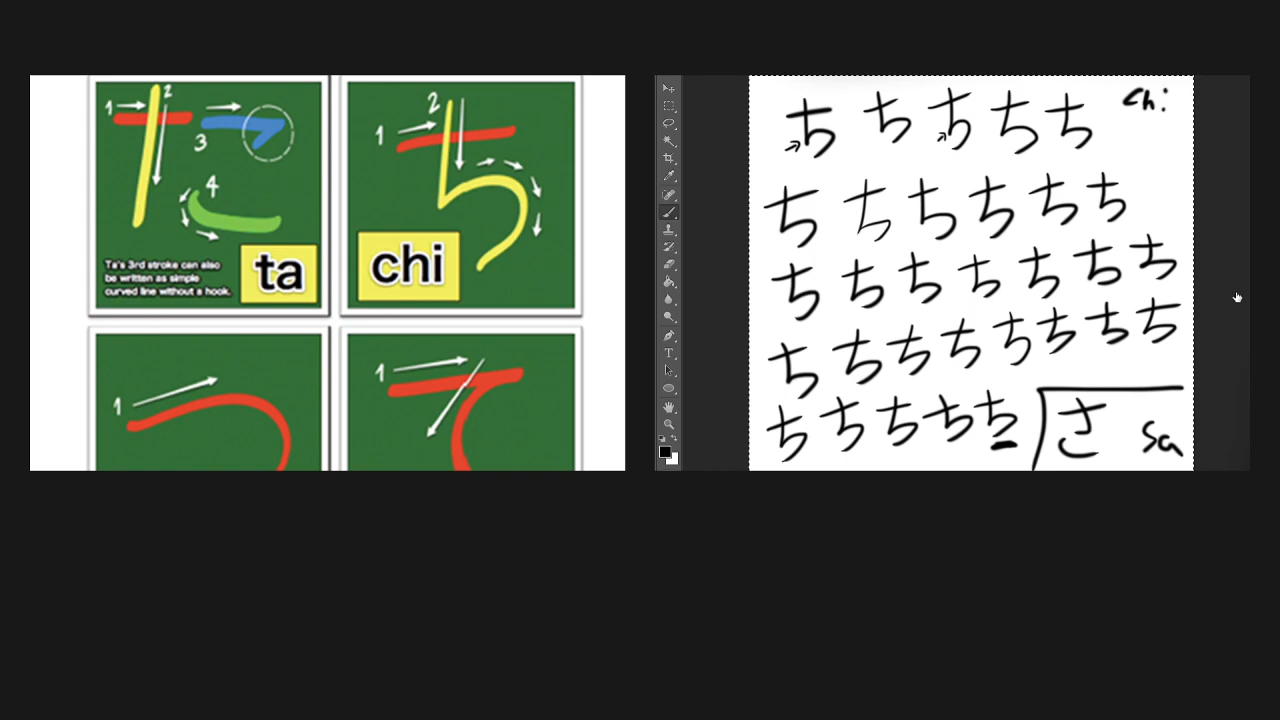 1 2
3
4
Ta's 3rd stroke can also
be written as simple
curved line without a hook.
ta
2
1
chi
1
1
ち ち ち ち ち chi
ち ち ち ち ち ち
ち ち ち ち ち ち ち
ち ち ち ち ち ち ち ち
ち ち ち ち ち さ sa
T